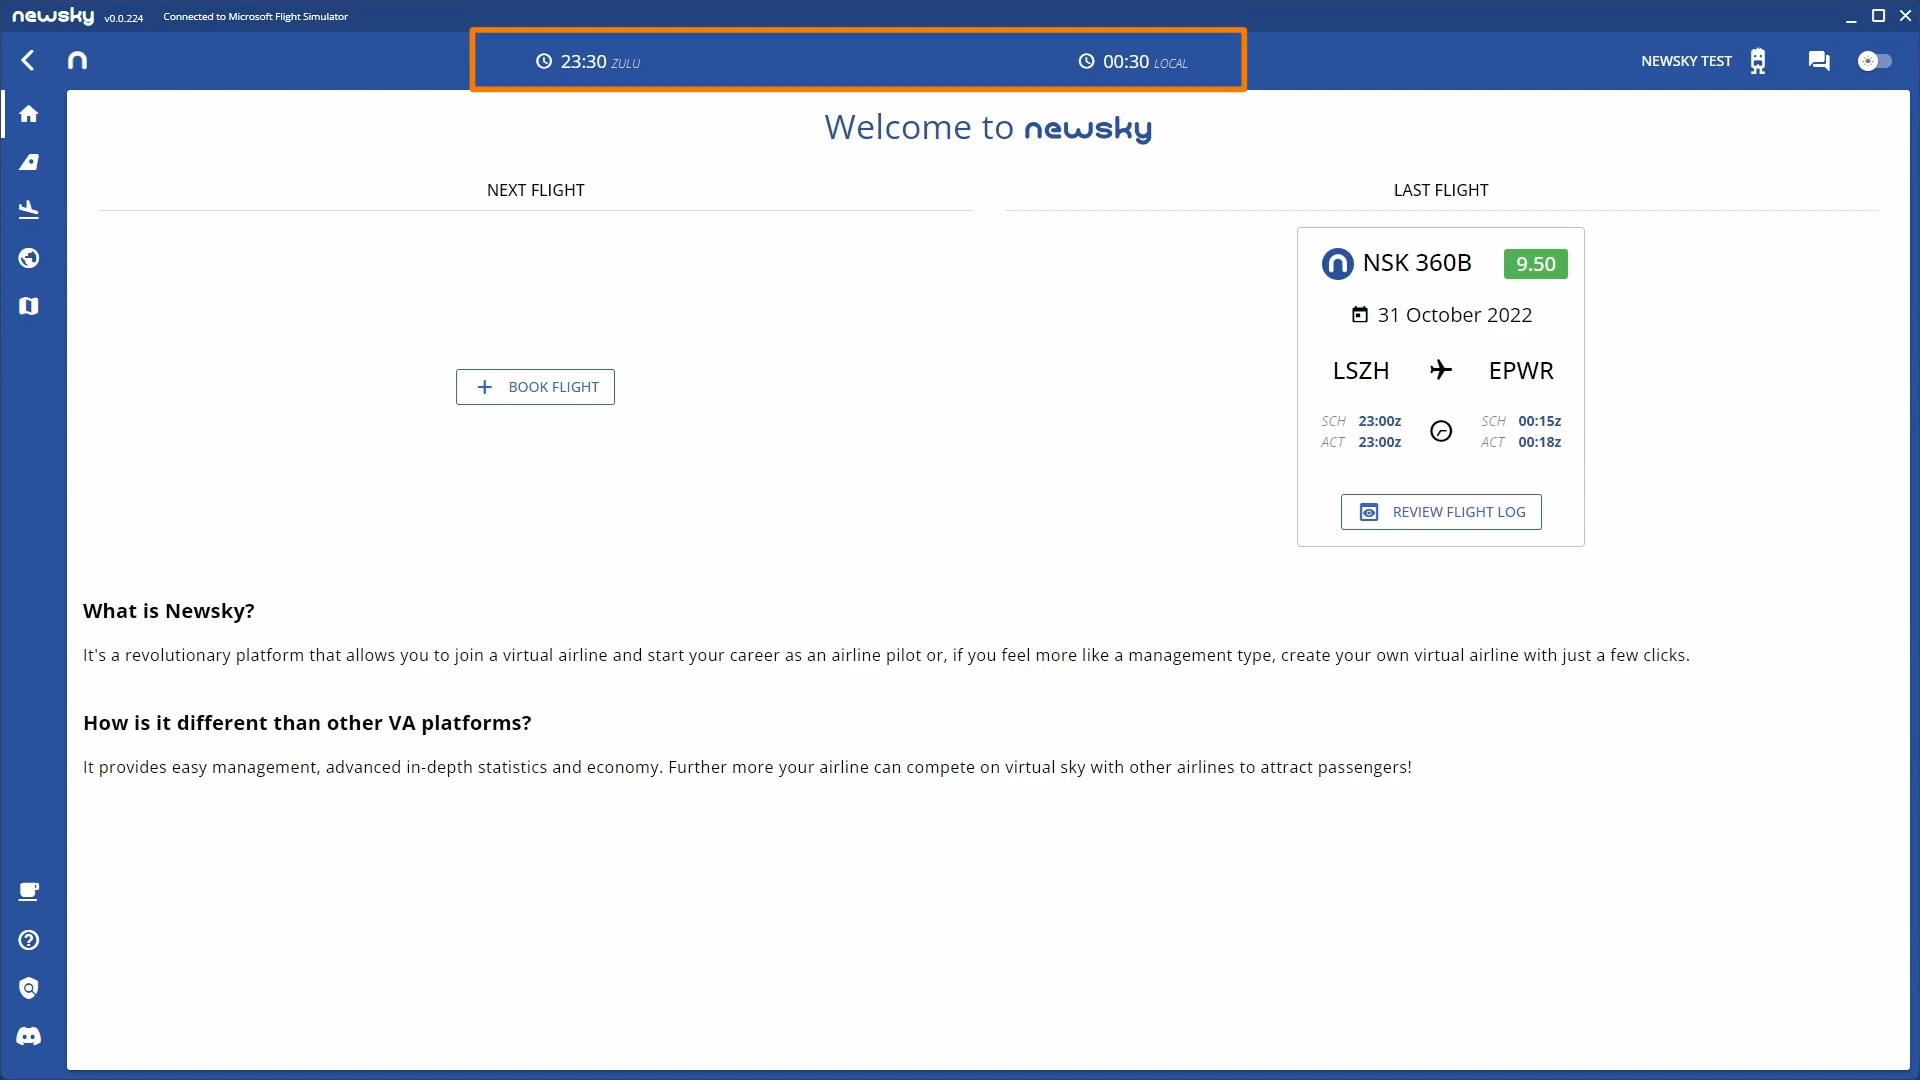 newsky v0.0.224 Connected to Microsoft Flight Simulator
23:30 ZULU 00:30 LOCAL NEWSKY TEST
Welcome to newsky
NEXT FLIGHT
BOOK FLIGHT
LAST FLIGHT
NSK 360B 9.50
31 October 2022
LSZH EPWR
SCH 23:00z SCH 00:15z
ACT 23:00z ACT 00:18z
REVIEW FLIGHT LOG
What is Newsky?
It's a revolutionary platform that allows you to join a virtual airline and start your career as an airline pilot or, if you feel more like a management type, create your own virtual airline with just a few clicks.
How is it different than other VA platforms?
It provides easy management, advanced in-depth statistics and economy. Further more your airline can compete on virtual sky with other airlines to attract passengers!